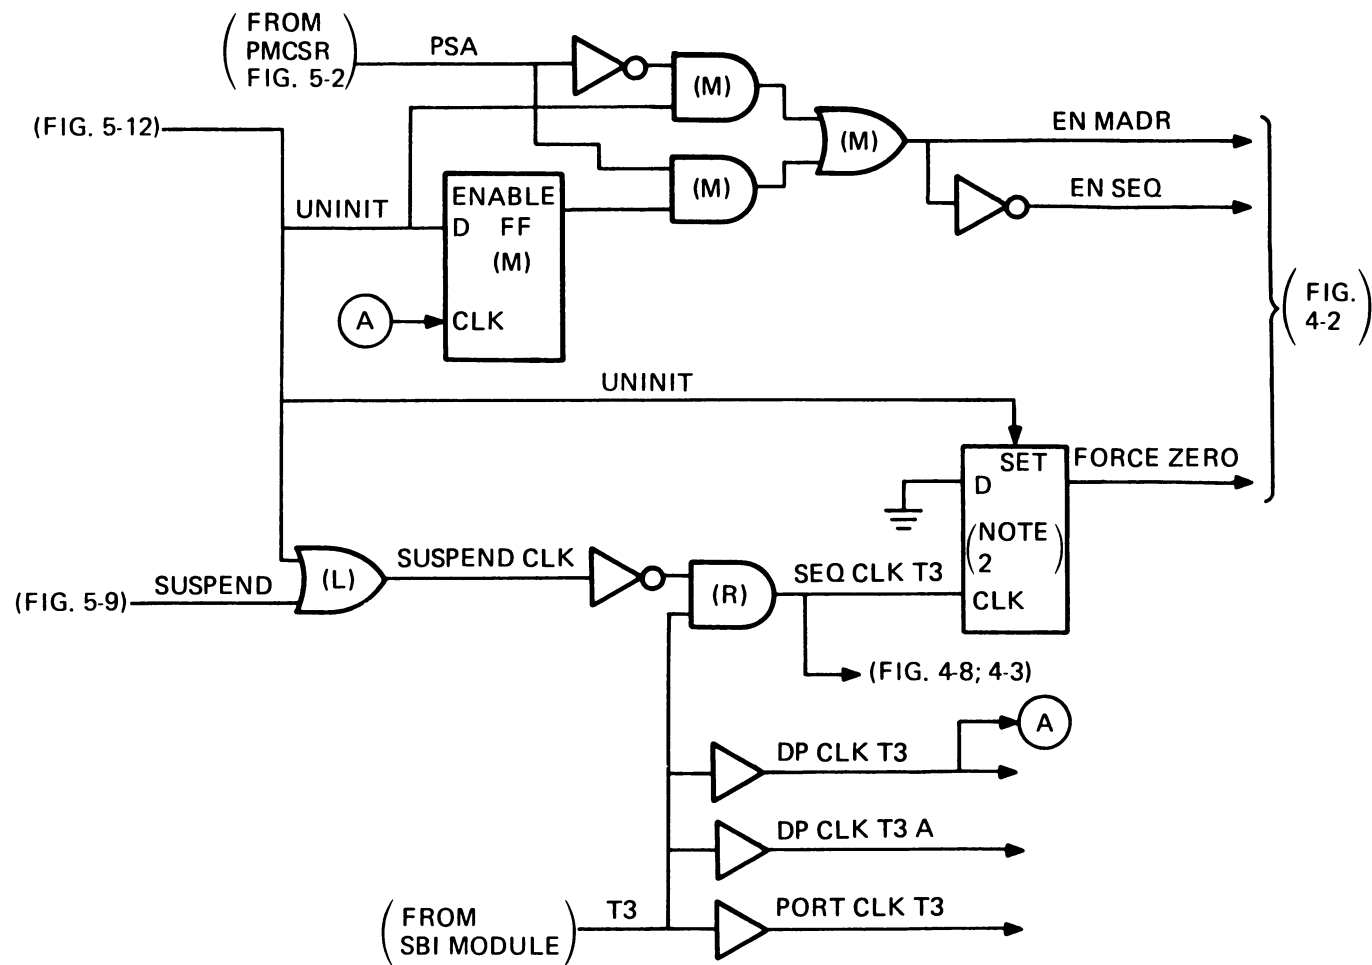 (FROM
PMCSR
FIG. 5-2)
PSA
(M)
(FIG. 5-12)
(M)
EN MADR
EN SEQ
(M)
UNINIT
ENABLE
D FF
(M)
CLK
A
(FIG.
4-2)
UNINIT
SET
D
(NOTE
2)
CLK
FORCE ZERO
(FIG. 5-9)
SUSPEND
(L)
SUSPEND CLK
(R)
SEQ CLK T3
(FIG. 4-8; 4-3)
A
DP CLK T3
DP CLK T3 A
(FROM
SBI MODULE)
T3
PORT CLK T3